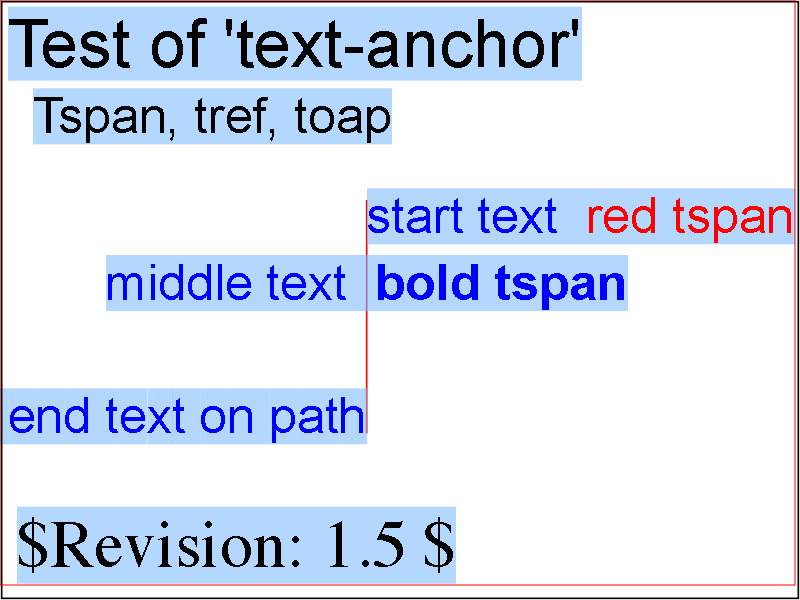 Test of 'text-anchor'
Tspan, tref, toap
start text  red tspan
middle text  bold tspan
end text on path
$Revision: 1.5 $